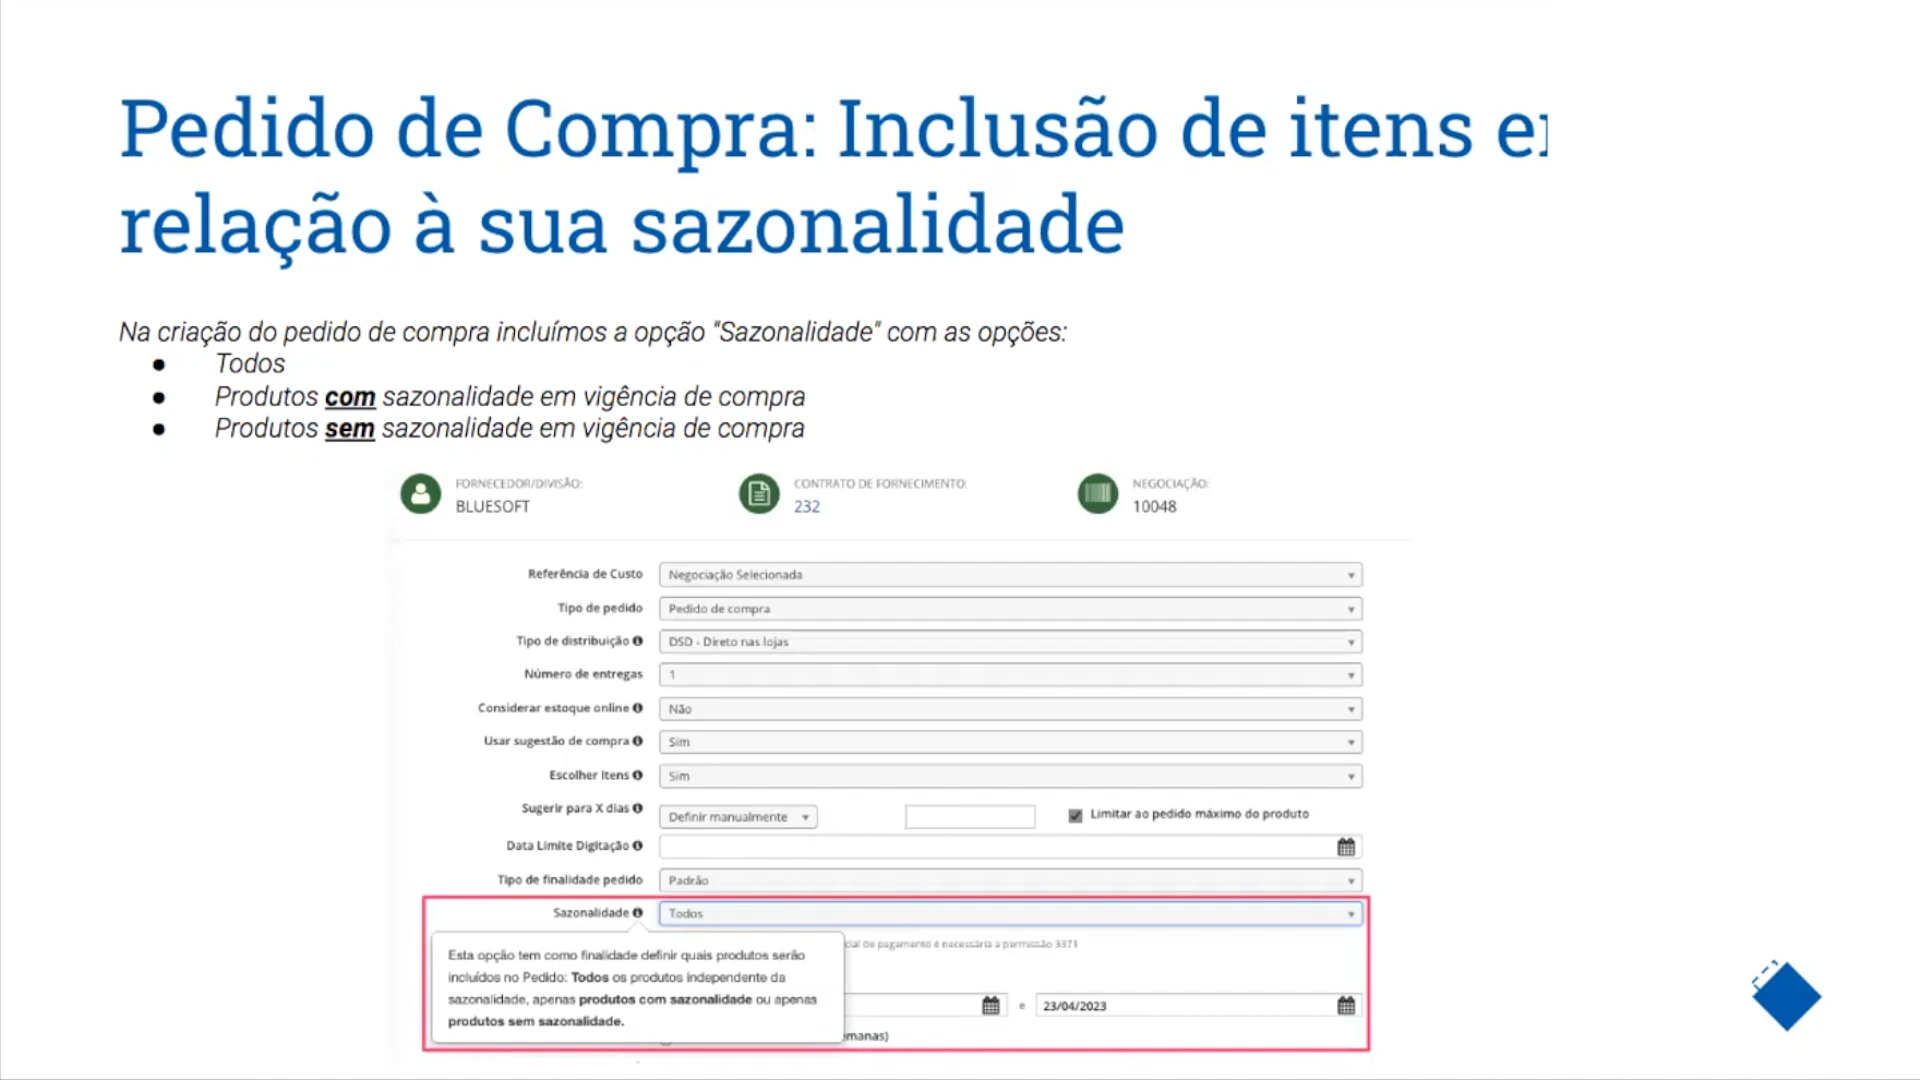 Pedido de Compra: Inclusão de itens
relação à sua sazonalidade
Na criação do pedido de compra incluímos a opção "Sazonalidade" com as opções:
● Todos
● Produtos com sazonalidade em vigência de compra
● Produtos sem sazonalidade em vigência de compra
FORNECEDOR/DIVISÃO: CONTRATO DE FORNECIMENTO: NEGOCIAÇÃO:
BLUESOFT 232 10048
Referência de Custo Negociação Selecionada
Tipo de pedido Pedido de compra
Tipo de distribuição DSD - Direto nas lojas
Número de entregas 1
Considerar estoque online Não
Usar sugestão de compra Sim
Escolher Itens Sim
Sugerir para X dias Definir manualmente Limitar ao pedido máximo do produto
Data Limite Digitação
Tipo de finalidade pedido Padrão
Sazonalidade Todos
de pagamento é necessária a permissão 3371
Esta opção tem como finalidade definir quais produtos serão
incluídos no Pedido: Todos os produtos independente da
sazonalidade, apenas produtos com sazonalidade ou apenas
produtos sem sazonalidade.
e 23/04/2023